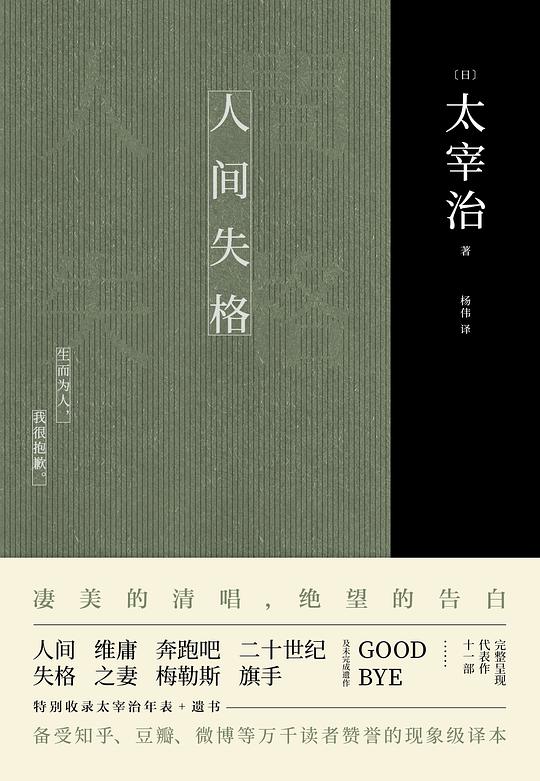 〔日〕
太宰治
著
杨伟 译
人间失格
生而为人，
我很抱歉。
凄美的清唱，绝望的告白
人间失格
维庸之妻
奔跑吧梅勒斯
二十世纪旗手
及未完成遗作
GOOD BYE
……
完整呈现
代表作
十一部
特别收录太宰治年表+遗书
备受知乎、豆瓣、微博等万千读者赞誉的现象级译本